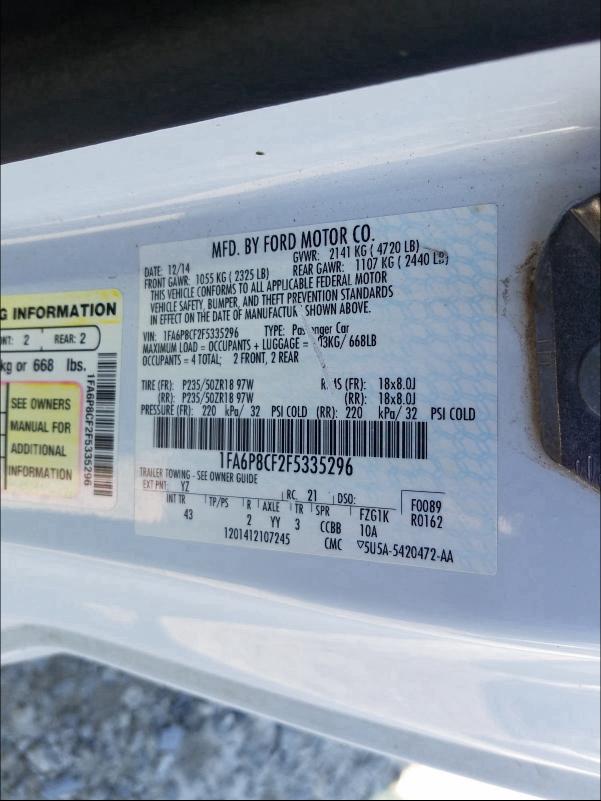 MFD. BY FORD MOTOR CO.
DATE: 12/14 GVWR: 2141 KG ( 4720 LB)
FRONT GAWR: 1055 KG ( 2325 LB) REAR GAWR: 1107 KG ( 2440 LB)
THIS VEHICLE CONFORMS TO ALL APPLICABLE FEDERAL MOTOR
VEHICLE SAFETY, BUMPER, AND THEFT PREVENTION STANDARDS
IN EFFECT ON THE DATE OF MANUFACTUR SHOWN ABOVE.
VIN: 1FA6P8CF2F5335296 TYPE: Passenger Car
MAXIMUM LOAD = OCCUPANTS + LUGGAGE = 3KG/ 668LB
OCCUPANTS = 4 TOTAL; 2 FRONT, 2 REAR
TIRE (FR): P235/50ZR18 97W (FR): 18x8.0J
(RR): P235/50ZR18 97W (RR): 18x8.0J
PRESSURE (FR): 220 kPa/ 32 PSI COLD (RR): 220 kPa/ 32 PSI COLD
1FA6P8CF2F5335296
TRAILER TOWING - SEE OWNER GUIDE
EXT PNT: YZ RC: 21 DSO: F0089
INT TR TP/PS R AXLE TR SPR FZG1K R0162
43 2 YY 3 CCBB 10A
1201412107245 CMC ▽5U5A-5420472-AA
G INFORMATION
NT: 2 REAR: 2
kg or 668 lbs.
SEE OWNERS
MANUAL FOR
ADDITIONAL
INFORMATION
1FA6P8CF2F5335296